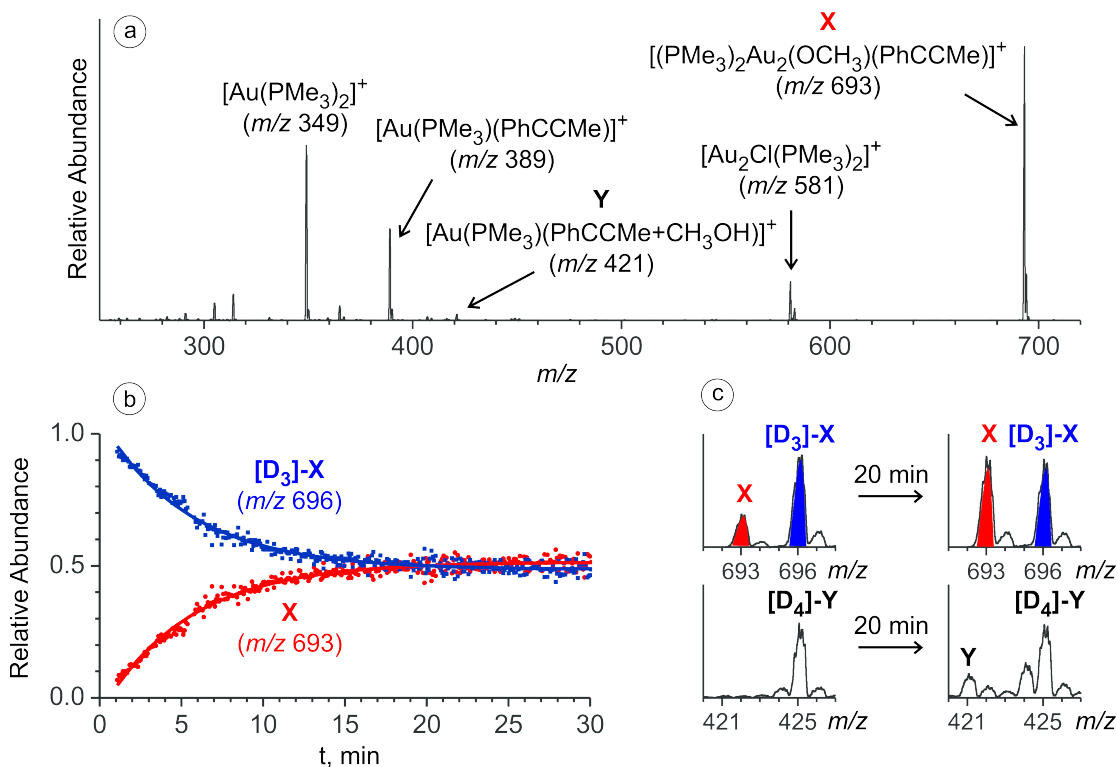 a
X
[(PMe3)2Au2(OCH3)(PhCCMe)]+
(m/z 693)
[Au(PMe3)2]+
(m/z 349)
[Au(PMe3)(PhCCMe)]+
(m/z 389)
[Au2Cl(PMe3)2]+
(m/z 581)
Y
[Au(PMe3)(PhCCMe+CH3OH)]+
(m/z 421)
Relative Abundance
300 400 500 600 700
m/z
b
1.0
0.5
0.0
[D3]-X
(m/z 696)
X
(m/z 693)
Relative Abundance
0 5 10 15 20 25 30
t, min
c
[D3]-X
X
20 min
X [D3]-X
693 696 m/z
693 696 m/z
[D4]-Y
20 min
[D4]-Y
Y
421 425 m/z
421 425 m/z